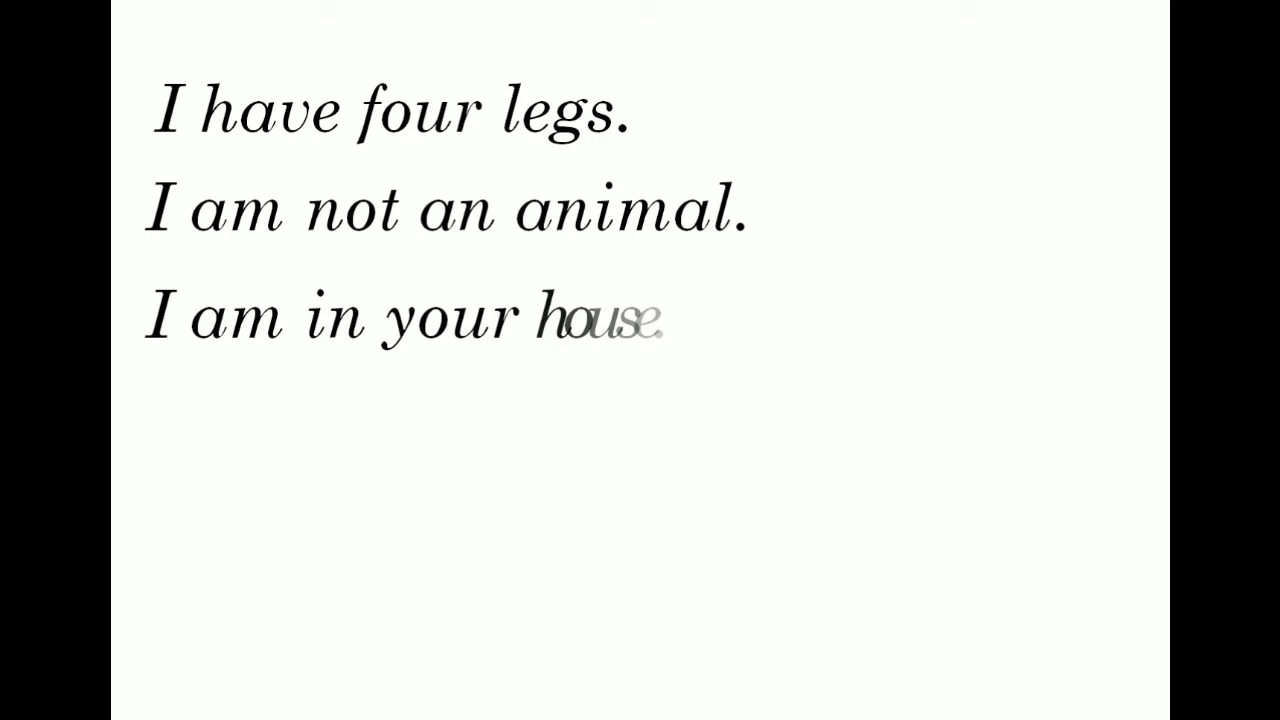 I have four legs.
I am not an animal.
I am in your house.